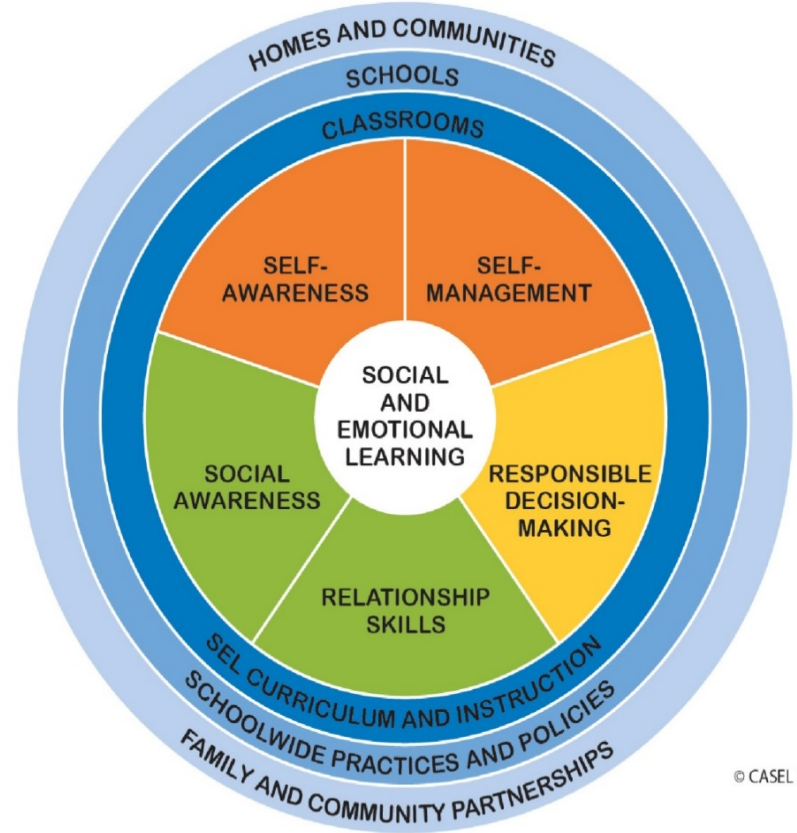 HOMES AND COMMUNITIES
SCHOOLS
CLASSROOMS
SELF-
AWARENESS
SELF-
MANAGEMENT
SOCIAL
AND
EMOTIONAL
LEARNING
SOCIAL
AWARENESS
RESPONSIBLE
DECISION-
MAKING
RELATIONSHIP
SKILLS
SEL CURRICULUM AND INSTRUCTION
SCHOOLWIDE PRACTICES AND POLICIES
FAMILY AND COMMUNITY PARTNERSHIPS
© CASEL